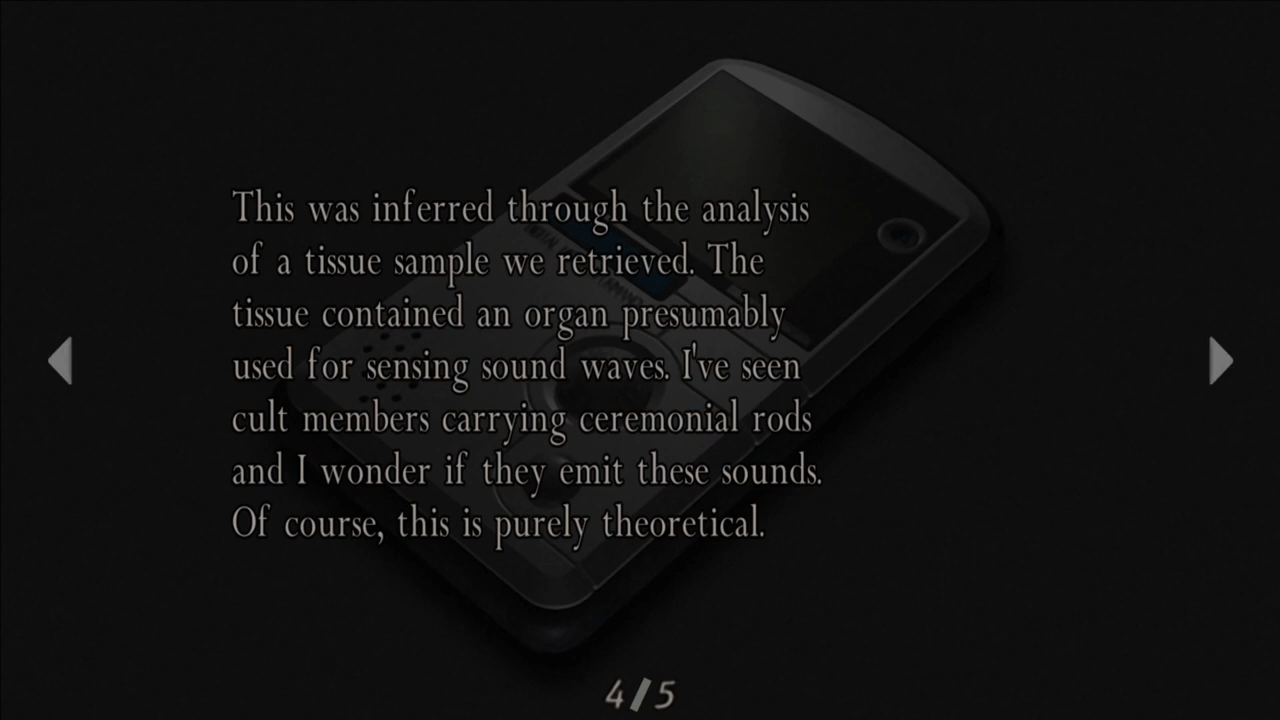 This was inferred through the analysis
of a tissue sample we retrieved. The
tissue contained an organ presumably
used for sensing sound waves. I've seen
cult members carrying ceremonial rods
and I wonder if they emit these sounds.
Of course, this is purely theoretical.
4/5